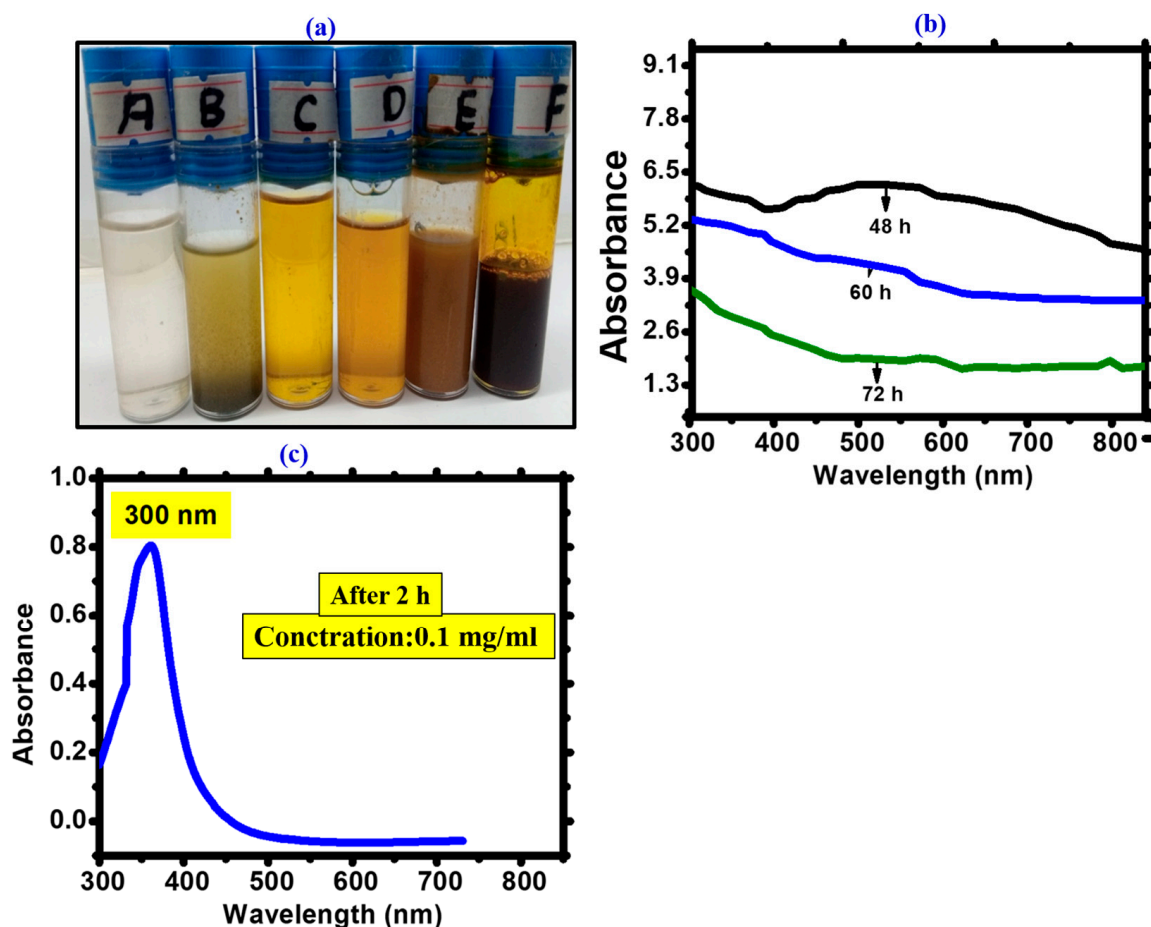 (a)
A B C D E F
(b)
Absorbance
9.1
7.8
6.5
5.2
3.9
2.6
1.3
48 h
60 h
72 h
300 400 500 600 700 800
Wavelength (nm)
(c)
Absorbance
1.0
0.8
0.6
0.4
0.2
0.0
300 nm
After 2 h
Conctration:0.1 mg/ml
300 400 500 600 700 800
Wavelength (nm)